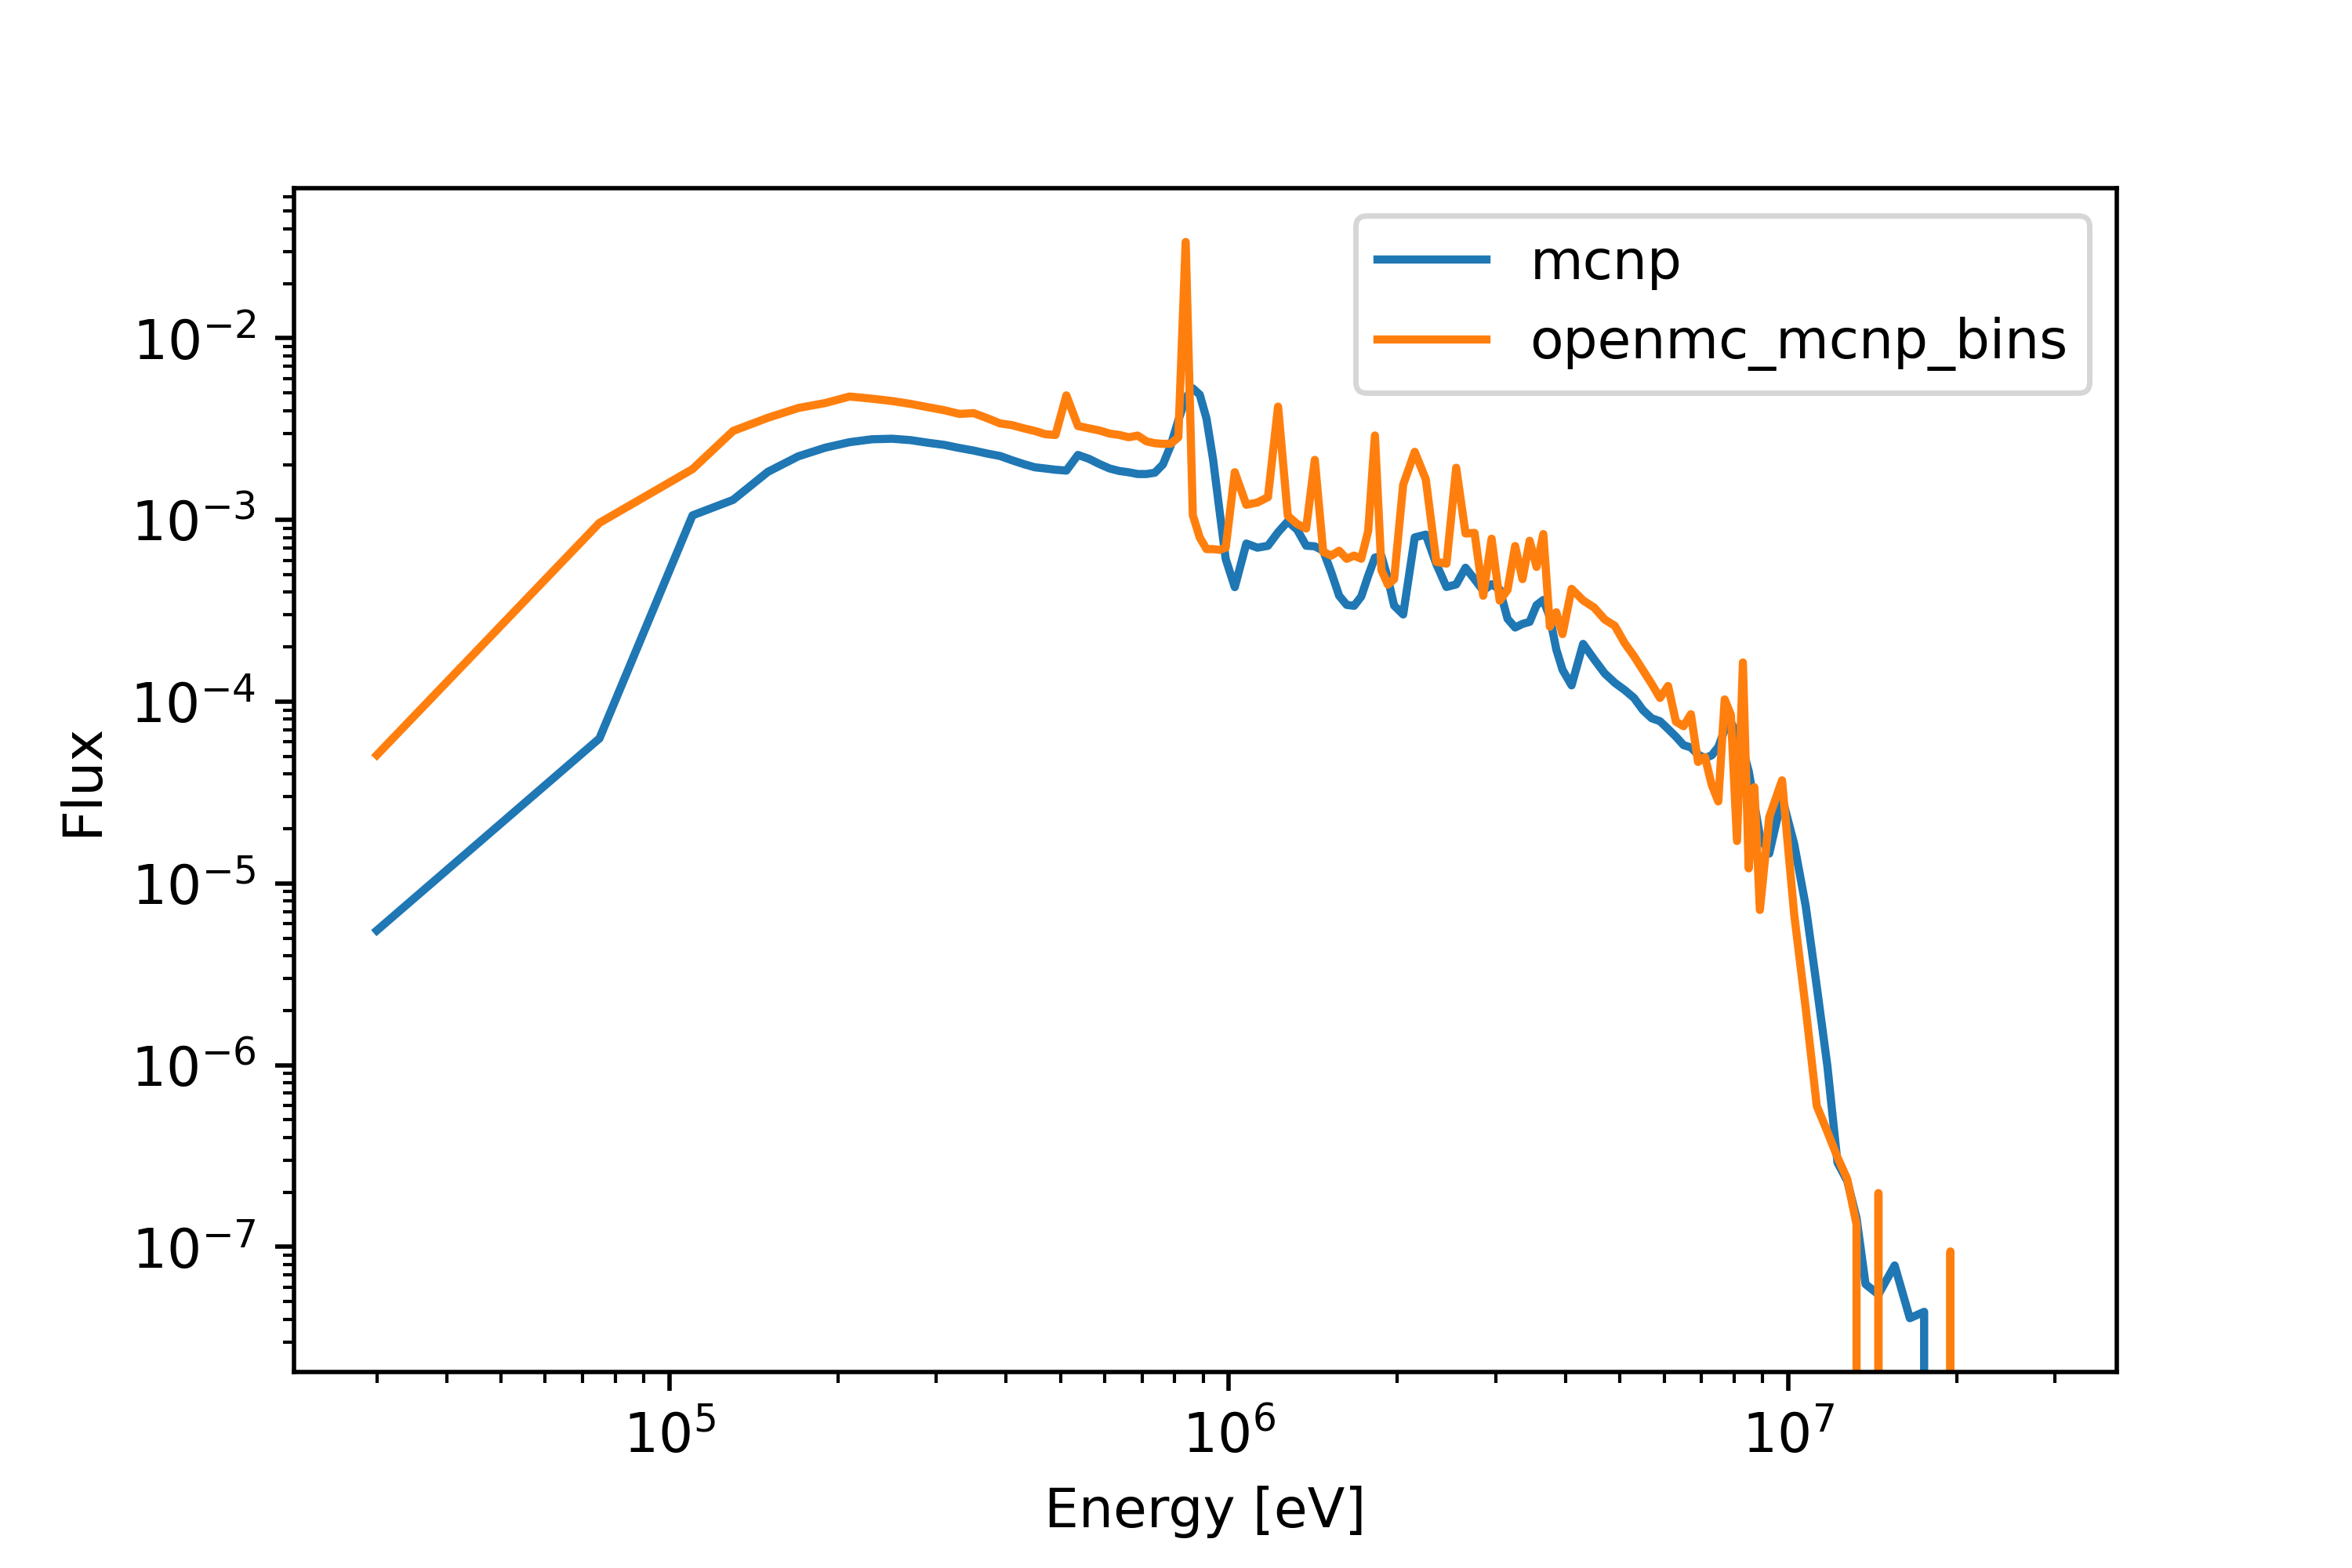 mcnp
openmc_mcnp_bins
10⁻²
10⁻³
10⁻⁴
10⁻⁵
10⁻⁶
10⁻⁷
Flux
10⁵ 10⁶ 10⁷
Energy [eV]